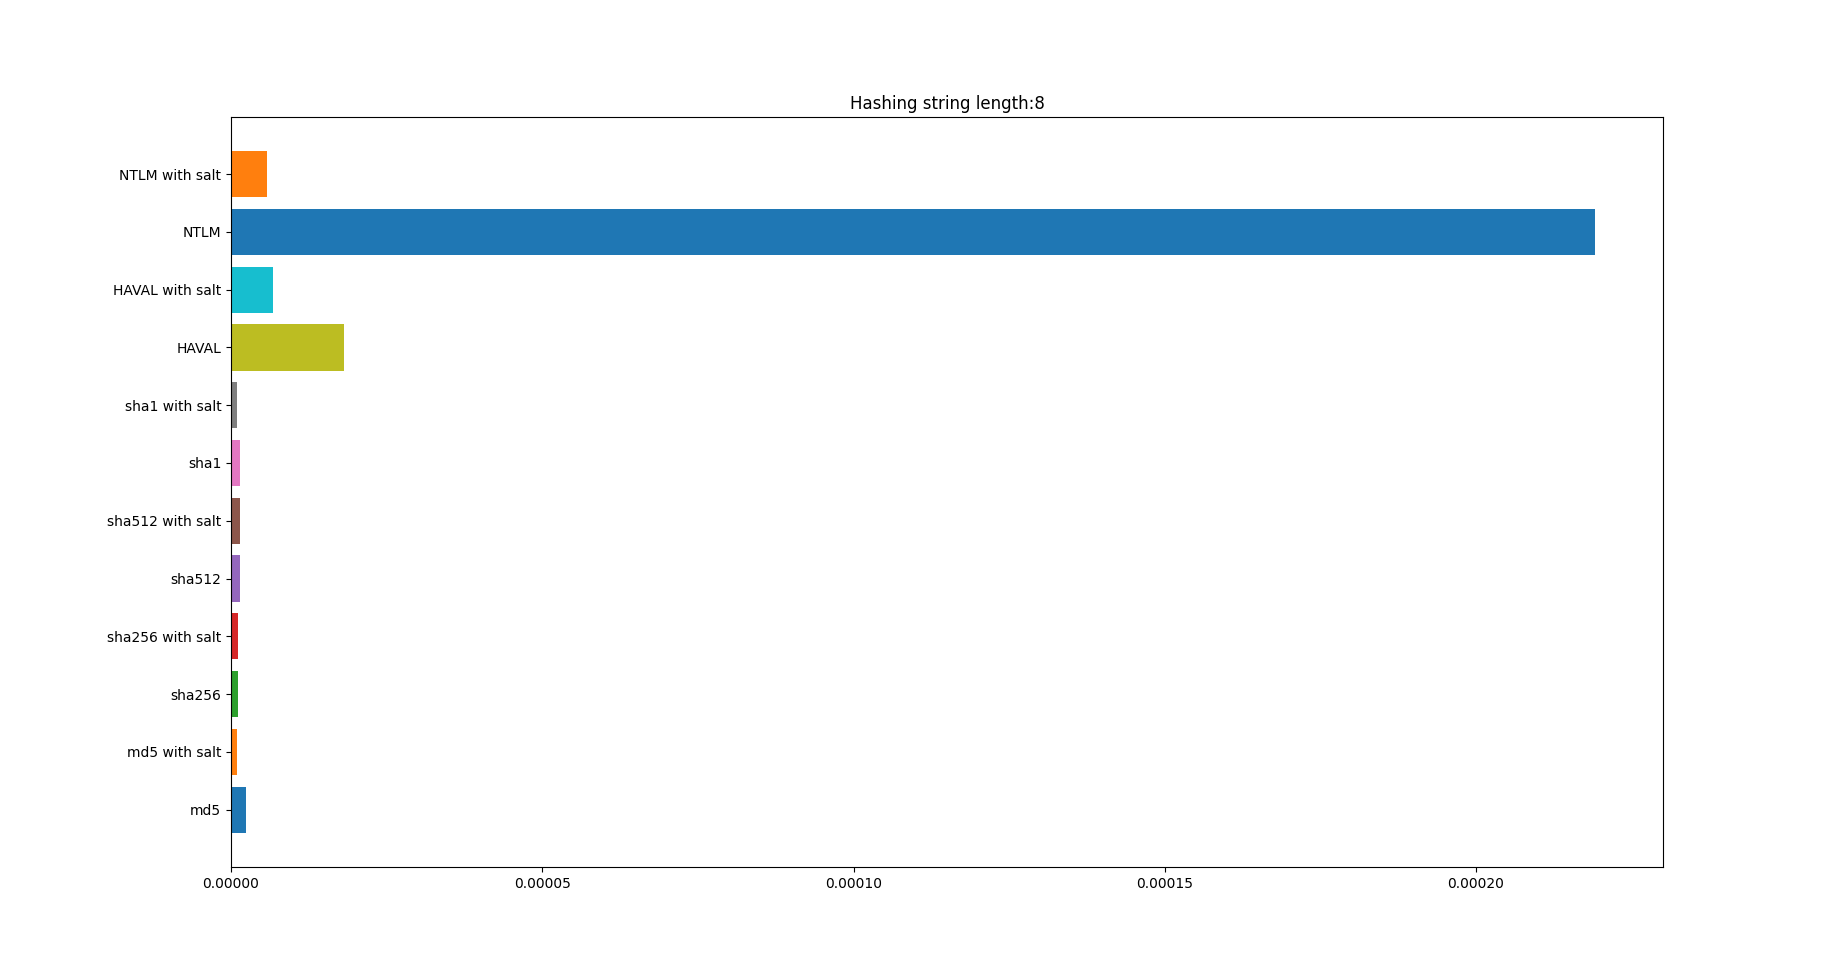 Hashing string length:8
NTLM with salt
NTLM
HAVAL with salt
HAVAL
sha1 with salt
sha1
sha512 with salt
sha512
sha256 with salt
sha256
md5 with salt
md5
0.00000 0.00005 0.00010 0.00015 0.00020